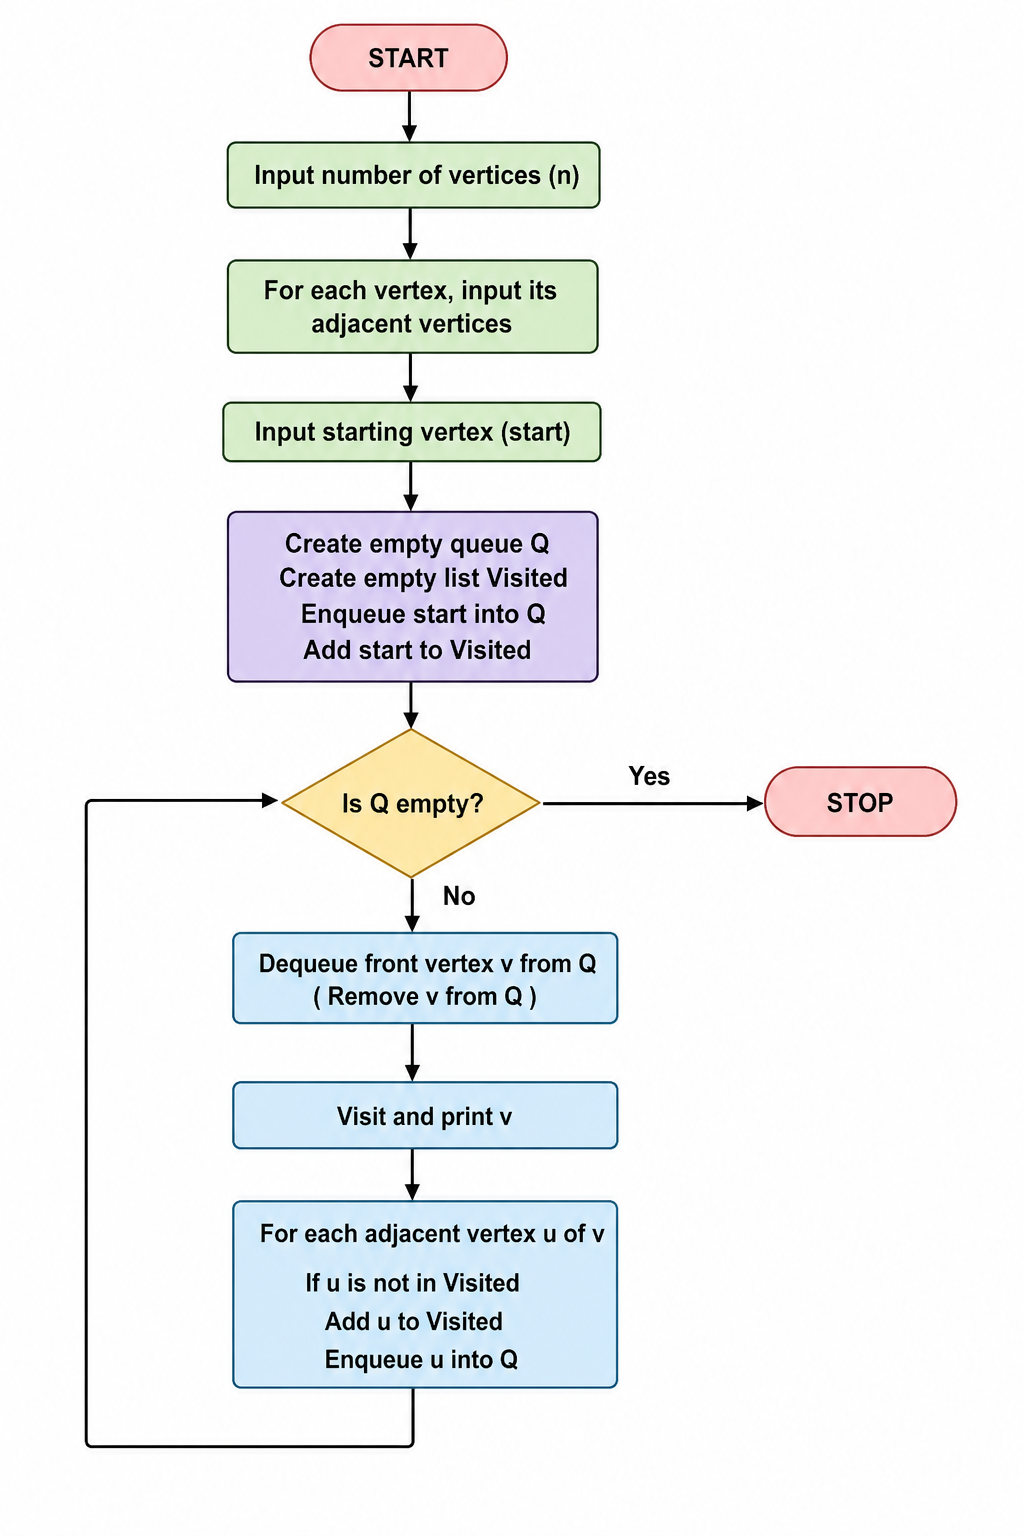 START
Input number of vertices (n)
For each vertex, input its
adjacent vertices
Input starting vertex (start)
Create empty queue Q
Create empty list Visited
Enqueue start into Q
Add start to Visited
Is Q empty?
Yes
STOP
No
Dequeue front vertex v from Q
( Remove v from Q )
Visit and print v
For each adjacent vertex u of v
If u is not in Visited
Add u to Visited
Enqueue u into Q